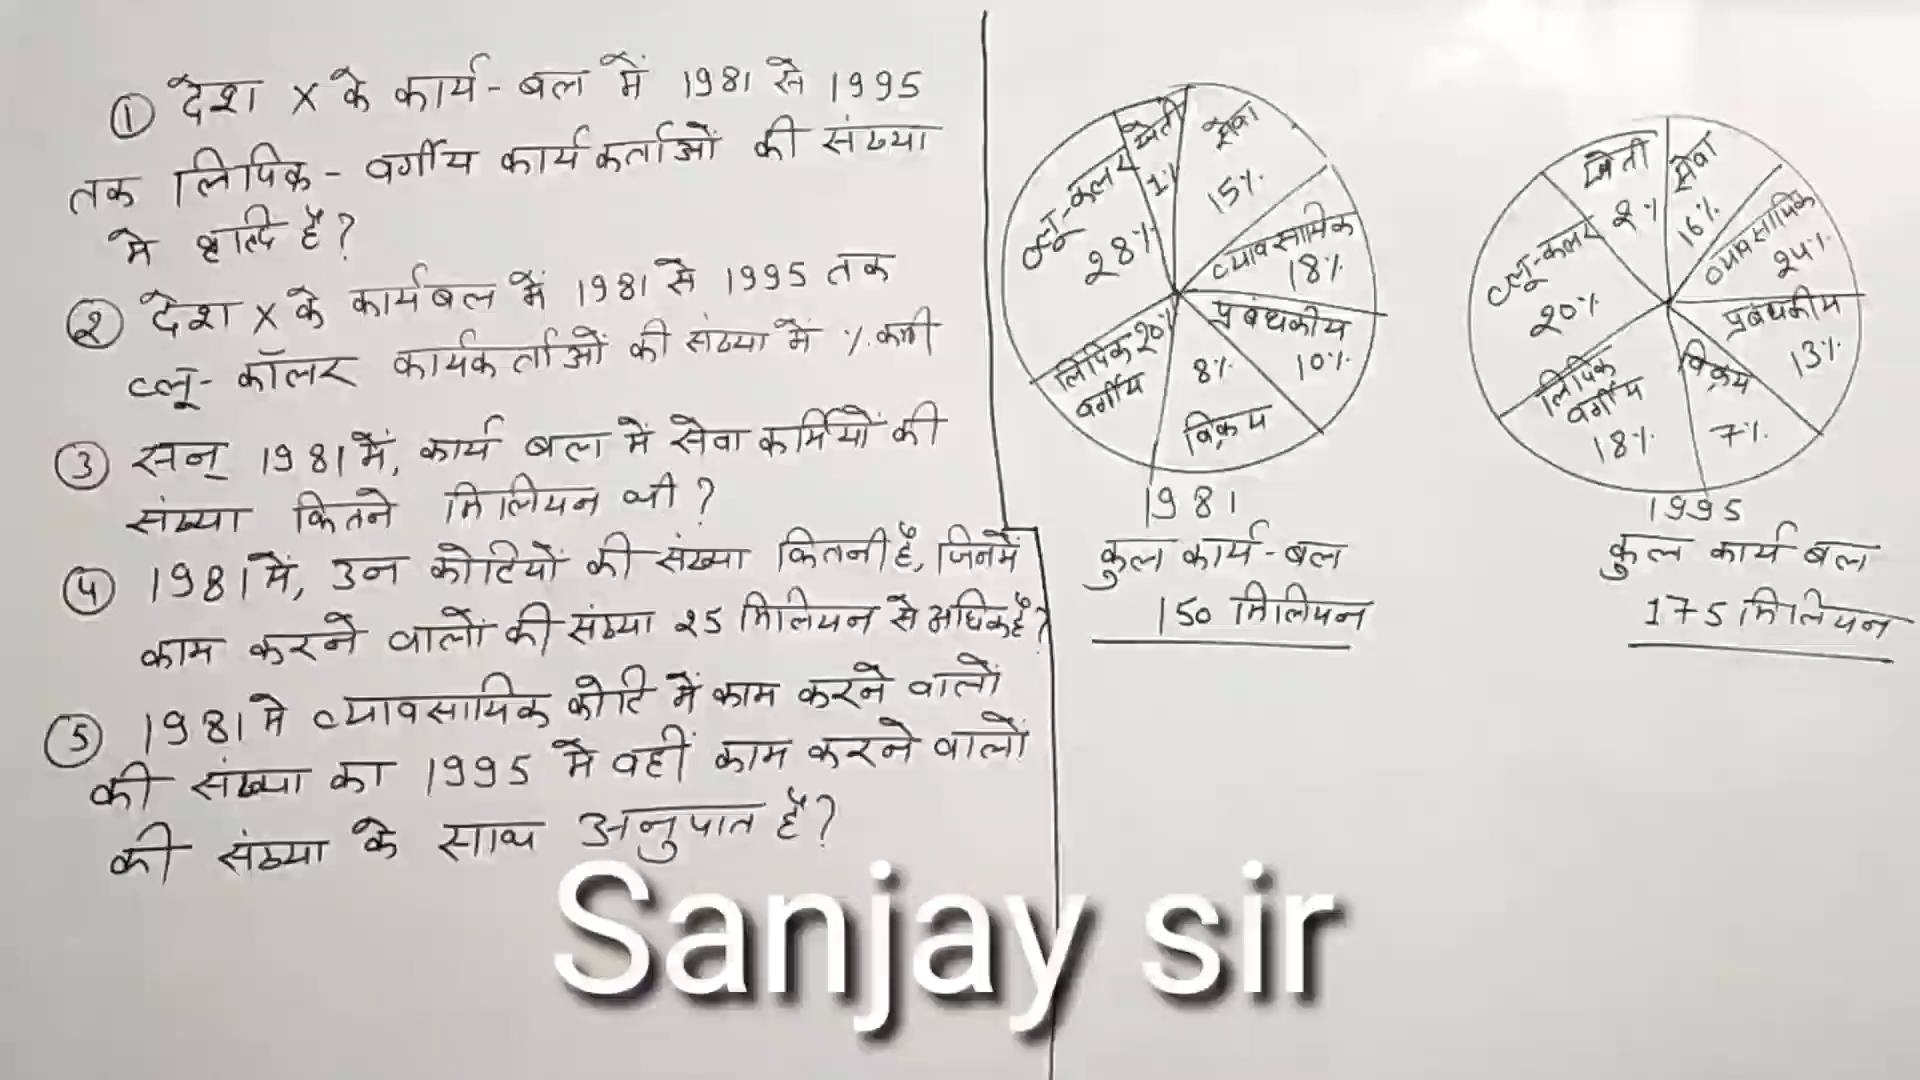 ① देश X के कार्य-बल में 1981 से 1995
तक लिपिक-वर्गीय कार्यकर्ताओं की संख्या
मे वृध्दि है?
② देश X के कार्यबल में 1981 से 1995 तक
ब्लू-कॉलर कार्यकर्ताओं की संख्या में % कमी
③ सन् 1981 में, कार्य बल में सेवा कर्मियों की
संख्या कितने मिलियन थी?
④ 1981 में, उन कोटियों की संख्या कितनी है, जिनमें
काम करने वालों की संख्या 25 मिलियन से अधिक है?
⑤ 1981 मे व्यावसायिक कोटि में काम करने वालों
की संख्या का 1995 मे वहीं काम करने वालों
की संख्या के साथ अनुपात है?
खेती
1%
सेवा
15%
व्यावसायिक
18%
प्रबंधकीय
10%
8%
विक्रय
लिपिक 20%
वर्गीय
ब्लू-कलर
28%
1981
कुल कार्य-बल
150 मिलियन
खेती
2%
सेवा
16%
व्यावसायिक
24%
प्रबंधकीय
13%
विक्रय
7%
लिपिक
वर्गीय
18%
ब्लू-कलर
20%
1995
कुल कार्य बल
175 मिलियन
Sanjay sir